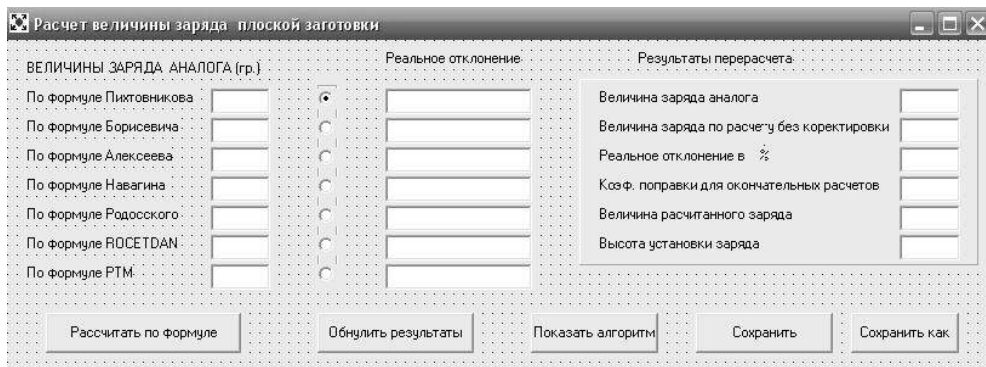 Расчет величины заряда плоской заготовки
ВЕЛИЧИНЫ ЗАРЯДА АНАЛОГА (гр.)
По формуле Пихтовникова
По формуле Борисевича
По формуле Алексеева
По формуле Навагина
По формуле Родосского
По формуле ROCETDAN
По формуле РТМ
Реальное отклонение
Результаты перерасчета
Величина заряда аналога
Величина заряда по расчету без коректировки
Реальное отклонение в %
Коэф. поправки для окончательных расчетов
Величина расчитанного заряда
Высота установки заряда
Рассчитать по формуле
Обнулить результаты
Показать алгоритм
Сохранить
Сохранить как